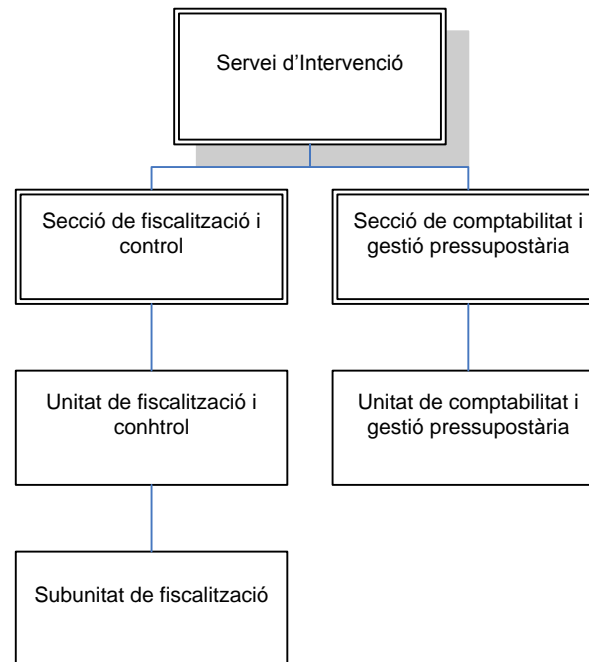 Servei d’Intervenció
Secció de fiscalització i
control
Secció de comptabilitat i
gestió pressupostària
Unitat de fiscalització i
conhtrol
Unitat de comptabilitat i
gestió pressupostària
Subunitat de fiscalització